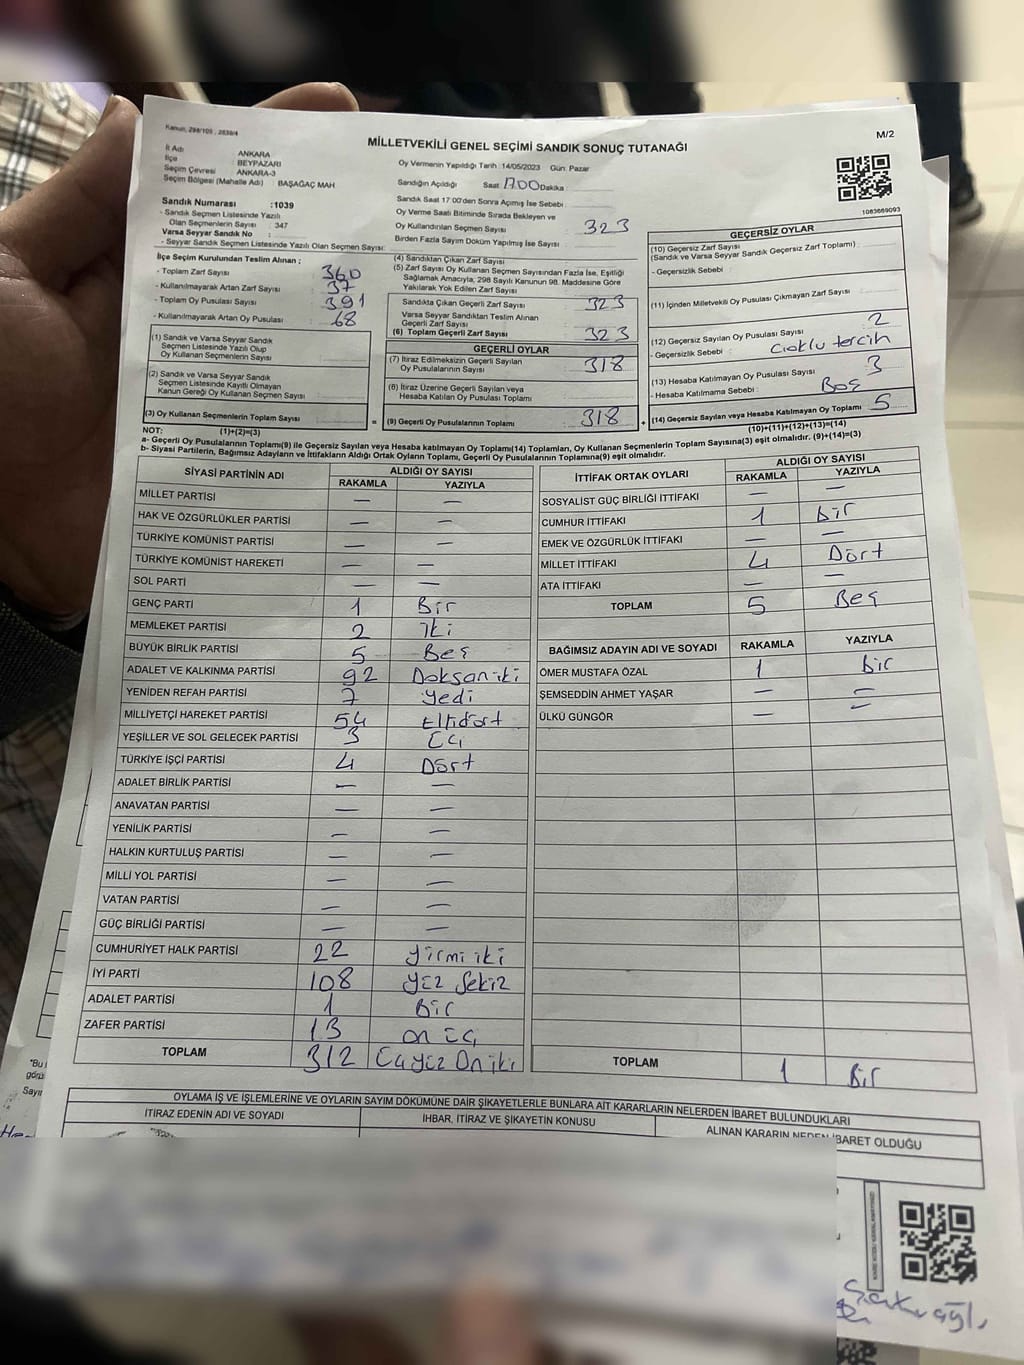 Kanun, 298/105 , 2839/4
M/2
MİLLETVEKİLİ GENEL SEÇİMİ SANDIK SONUÇ TUTANAĞI
İl Adı : ANKARA
İlçe : BEYPAZARI
Seçim Çevresi : ANKARA-3
Seçim Bölgesi (Mahalle Adı) : BAŞAĞAÇ MAH
Sandık Numarası :1039
- Sandık Seçmen Listesinde Yazılı
Olan Seçmenlerin Sayısı : 347
Varsa Seyyar Sandık No :
- Seyyar Sandık Seçmen Listesinde Yazılı Olan Seçmen Sayısı:
Oy Vermenin Yapıldığı Tarih :14/05/2023 Gün: Pazar
Sandığın Açıldığı Saat 17.00 Dakika :
Sandık Saat 17:00'den Sonra Açımış İse Sebebi :
Oy Verme Saati Bitiminde Sırada Bekleyen ve
Oy Kullandırılan Seçmen Sayısı : 323
Birden Fazla Sayım Doküm Yapılmış İse Sayısı :
1083669093
İlçe Seçim Kurulundan Teslim Alınan ;
- Toplam Zarf Sayısı : 360
- Kullanılmayarak Artan Zarf Sayısı : 37
- Toplam Oy Pusulası Sayısı : 391
- Kullanılmayarak Artan Oy Pusulası : 68
(1) Sandık ve Varsa Seyyar Sandık
Seçmen Listesinde Yazılı Olup
Oy Kullanan Seçmenlerin Sayısı :
(2) Sandık ve Varsa Seyyar Sandık
Seçmen Listesinde Kayıtlı Olmayan
Kanun Gereği Oy Kullanan Seçmenlerin Sayısı :
(3) Oy Kullanan Seçmenlerin Toplam Sayısı =
(4) Sandıktan Çıkan Zarf Sayısı :
(5) Zarf Sayısı Oy Kullanan Seçmen Sayısından Fazla İse, Eşitliği
Sağlamak Amacıyla, 298 Sayılı Kanunun 98. Maddesine Göre
Yakılarak Yok Edilen Zarf Sayısı :
Sandıkta Çıkan Geçerli Zarf Sayısı : 323
Varsa Seyyar Sandıktan Teslim Alınan
Geçerli Zarf Sayısı :
(6) Toplam Geçerli Zarf Sayısı : 323
GEÇERLİ OYLAR
(7) İtiraz Edilmeksizin Geçerli Sayılan
Oy Pusulalarının Sayısı : 318
(8) İtiraz Üzerine Geçerli Sayılan veya
Hesaba Katılan Oy Pusulası Toplamı :
(9) Geçerli Oy Pusulalarının Toplamı : 318 +
GEÇERSİZ OYLAR
(10) Geçersiz Zarf Sayısı
(Sandık ve Varsa Seyyar Sandık Geçersiz Zarf Toplamı) :
- Geçersizlik Sebebi :
(11) İçinden Milletvekili Oy Pusulası Çıkmayan Zarf Sayısı :
(12) Geçersiz Sayılan Oy Pusulası Sayısı : 2
- Geçersizlik Sebebi :
(13) Hesaba Katılmayan Oy Pusulası Sayısı : 3
- Hesaba Katılmama Sebebi : Boş
(14) Geçersiz Sayılan veya Hesaba Katılmayan Oy Toplamı : 5
(10)+(11)+(12)+(13)=(14)
NOT: (1)+(2)=(3)
a- Geçerli Oy Pusulalarının Toplamı(9) ile Geçersiz Sayılan veya Hesaba katılmayan Oy Toplamı(14) Toplamları, Oy Kullanan Seçmenlerin Toplam Sayısına(3) eşit olmalıdır. (9)+(14)=(3)
b- Siyasi Partilerin, Bağımsız Adayların ve İttifakların Aldığı Ortak Oyların Toplamı, Geçerli Oy Pusulalarının Toplamına(9) eşit olmalıdır.
SİYASİ PARTİNİN ADI ALDIĞI OY SAYISI
RAKAMLA YAZIYLA
MİLLET PARTİSİ — —
HAK VE ÖZGÜRLÜKLER PARTİSİ — —
TÜRKİYE KOMÜNİST PARTİSİ — —
TÜRKİYE KOMÜNİST HAREKETİ — —
SOL PARTİ — —
GENÇ PARTİ 1 Bir
MEMLEKET PARTİSİ 2 İki
BÜYÜK BİRLİK PARTİSİ 5 Beş
ADALET VE KALKINMA PARTİSİ 92 Doksaniki
YENİDEN REFAH PARTİSİ 7 Yedi
MİLLİYETÇİ HAREKET PARTİSİ 54 Ellidört
YEŞİLLER VE SOL GELECEK PARTİSİ 3 Üç
TÜRKİYE İŞÇİ PARTİSİ 4 Dört
ADALET BİRLİK PARTİSİ — —
ANAVATAN PARTİSİ — —
YENİLİK PARTİSİ — —
HALKIN KURTULUŞ PARTİSİ — —
MİLLİ YOL PARTİSİ — —
VATAN PARTİSİ — —
GÜÇ BİRLİĞİ PARTİSİ — —
CUMHURİYET HALK PARTİSİ 22 Yirmi iki
İYİ PARTİ 108 Yüz Sekiz
ADALET PARTİSİ 1 Bir
ZAFER PARTİSİ 13 on üç
TOPLAM 312 Üçyüz On iki
İTTİFAK ORTAK OYLARI ALDIĞI OY SAYISI
RAKAMLA YAZIYLA
SOSYALİST GÜÇ BİRLİĞİ İTTİFAKI — —
CUMHUR İTTİFAKI 1 bir
EMEK VE ÖZGÜRLÜK İTTİFAKI — —
MİLLET İTTİFAKI 4 Dört
ATA İTTİFAKI — —
TOPLAM 5 Beş
BAĞIMSIZ ADAYIN ADI VE SOYADI RAKAMLA YAZIYLA
ÖMER MUSTAFA ÖZAL 1 bir
ŞEMSEDDİN AHMET YAŞAR — —
ÜLKÜ GÜNGÖR — —
TOPLAM 1 Bir
OYLAMA İŞ VE İŞLEMLERİNE VE OYLARIN SAYIM DÖKÜMÜNE DAİR ŞİKAYETLERLE BUNLARA AİT KARARLARIN NELERDEN İBARET BULUNDUKLARI
İTİRAZ EDENİN ADI VE SOYADI İHBAR, İTİRAZ VE ŞİKAYETİN KONUSU ALINAN KARARIN NEDEN İBARET OLDUĞU
"Bu
görü
Sayır